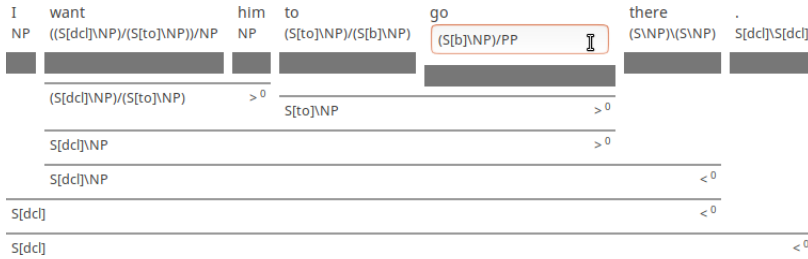 I want him to go there .
NP ((S[dcl]\NP)/(S[to]\NP))/NP NP (S[to]\NP)/(S[b]\NP) (S[b]\NP)/PP (S\NP)\(S\NP) S[dcl]\S[dcl]
(S[dcl]\NP)/(S[to]\NP) > 0
S[to]\NP > 0
S[dcl]\NP > 0
S[dcl]\NP < 0
S[dcl] < 0
S[dcl] < 0